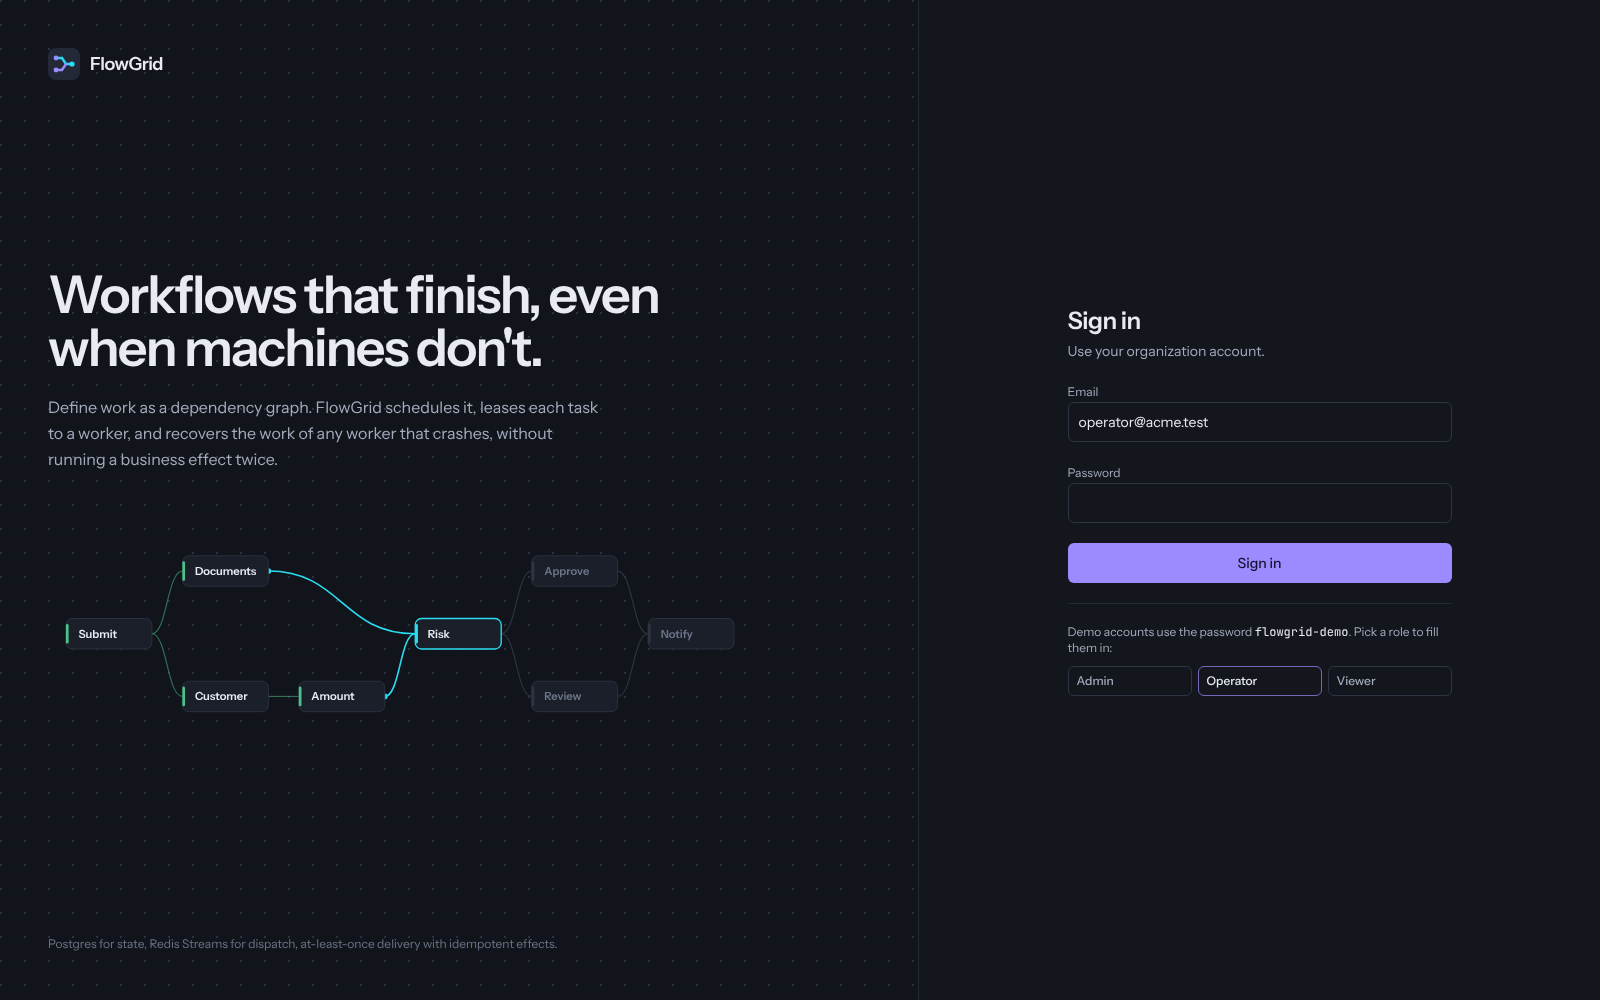 FlowGrid
Workflows that finish, even
when machines don't.
Define work as a dependency graph. FlowGrid schedules it, leases each task
to a worker, and recovers the work of any worker that crashes, without
running a business effect twice.
Documents
Approve
Submit
Risk
Notify
Customer
Amount
Review
Postgres for state, Redis Streams for dispatch, at-least-once delivery with idempotent effects.
Sign in
Use your organization account.
Email
operator@acme.test
Password
Sign in
Demo accounts use the password flowgrid-demo. Pick a role to fill
them in:
Admin
Operator
Viewer